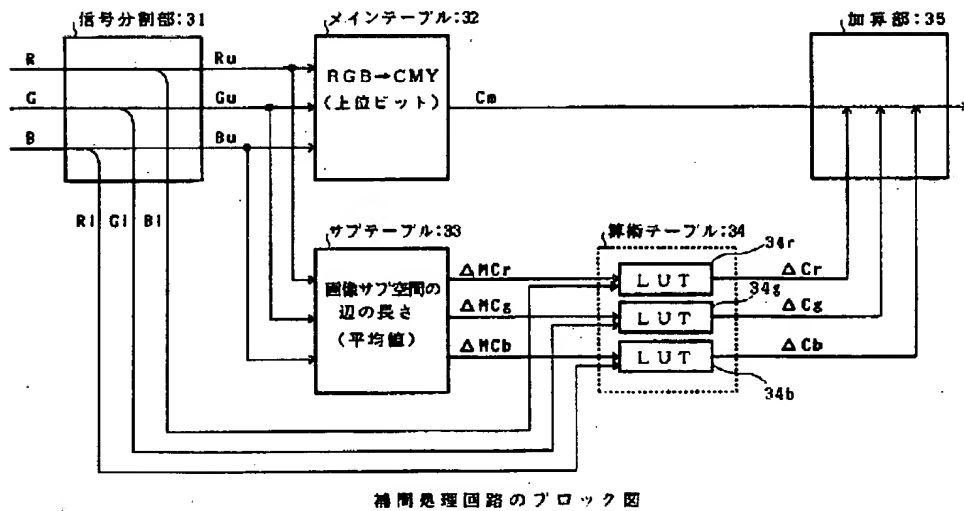 信号分割部:31
メインテーブル:32
加算部:35
R
Ru
RGB→CMY
G
Gu
(上位ビット)
Cm
B
Bu
Rl Gl Bl
サブテーブル:33
算術テーブル:34
34r
画像サブ空間の
辺の長さ
(平均値)
ΔMCr
LUT
ΔCr
34g
ΔMCg
LUT
ΔCg
ΔMCb
LUT
ΔCb
34b
補間処理回路のブロック図